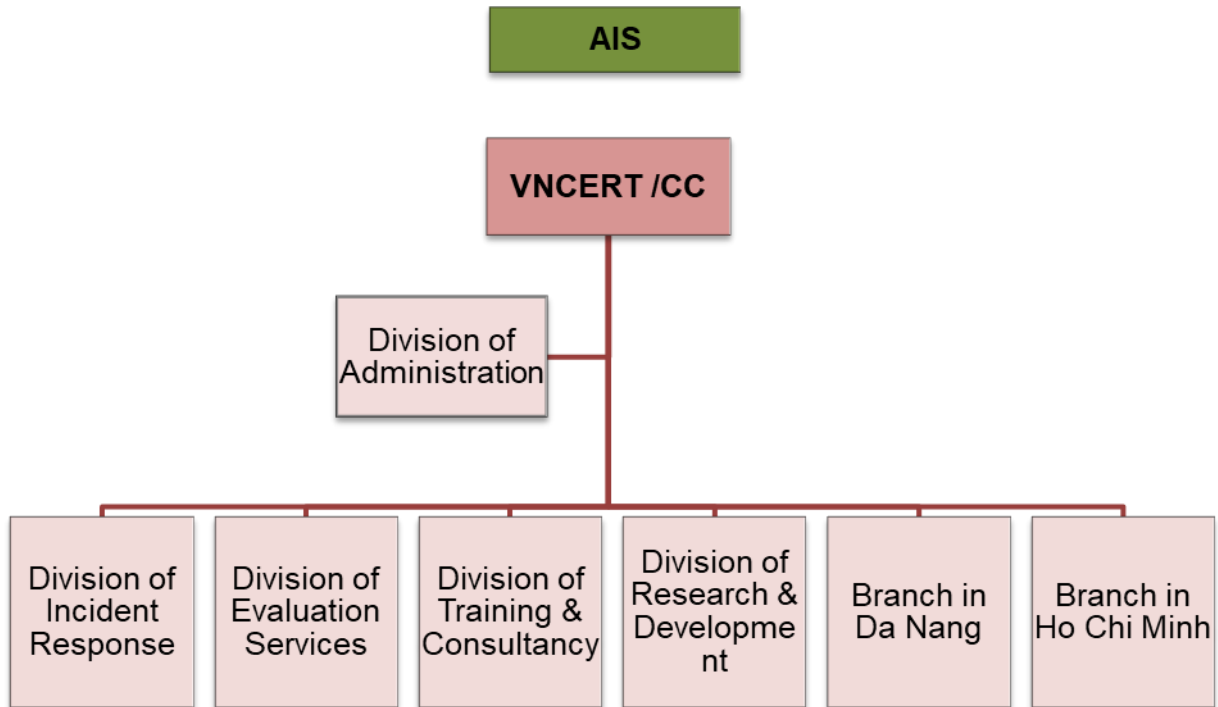 AIS
VNCERT /CC
Division of
Administration
Division of
Incident
Response
Division of
Evaluation
Services
Division of
Training &
Consultancy
Division of
Research &
Developme
nt
Branch in
Da Nang
Branch in
Ho Chi Minh